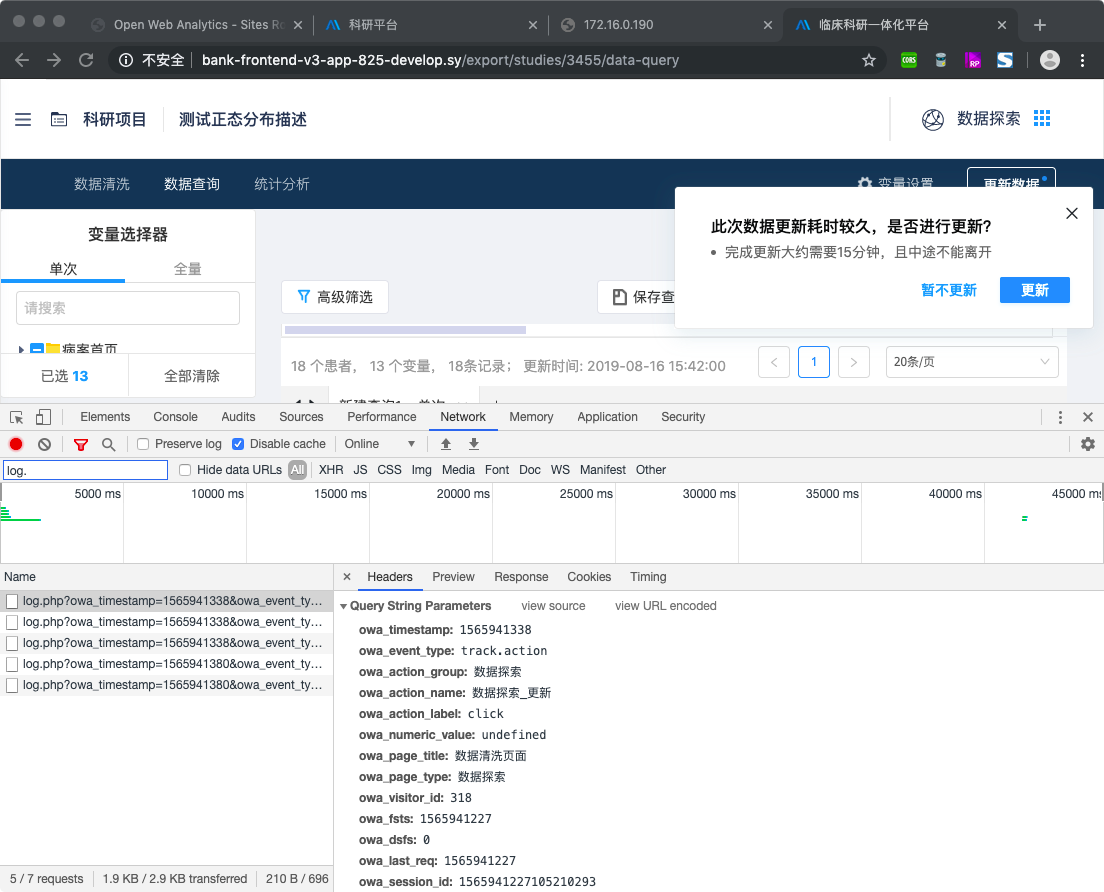 Open Web Analytics - Sites Ro
科研平台
172.16.0.190
临床科研一体化平台
不安全
bank-frontend-v3-app-825-develop.sy/export/studies/3455/data-query
科研项目
测试正态分布描述
数据探索
数据清洗
数据查询
统计分析
变量设置
更新数据
变量选择器
单次
全量
请搜索
病案首页
已选 13
全部清除
高级筛选
保存查
此次数据更新耗时较久，是否进行更新?
完成更新大约需要15分钟，且中途不能离开
暂不更新
更新
18 个患者， 13 个变量， 18条记录； 更新时间: 2019-08-16 15:42:00
1
20条/页
新建查询1 - 单次
Elements Console Audits Sources Performance Network Memory Application Security
Preserve log Disable cache Online
log.
Hide data URLs All XHR JS CSS Img Media Font Doc WS Manifest Other
5000 ms 10000 ms 15000 ms 20000 ms 25000 ms 30000 ms 35000 ms 40000 ms 45000 ms
Name
log.php?owa_timestamp=1565941338&owa_event_ty…
log.php?owa_timestamp=1565941338&owa_event_ty…
log.php?owa_timestamp=1565941338&owa_event_ty…
log.php?owa_timestamp=1565941380&owa_event_ty…
log.php?owa_timestamp=1565941380&owa_event_ty…
5 / 7 requests 1.9 KB / 2.9 KB transferred 210 B / 696
Headers Preview Response Cookies Timing
Query String Parameters view source view URL encoded
owa_timestamp: 1565941338
owa_event_type: track.action
owa_action_group: 数据探索
owa_action_name: 数据探索_更新
owa_action_label: click
owa_numeric_value: undefined
owa_page_title: 数据清洗页面
owa_page_type: 数据探索
owa_visitor_id: 318
owa_fsts: 1565941227
owa_dsfs: 0
owa_last_req: 1565941227
owa_session_id: 1565941227105210293